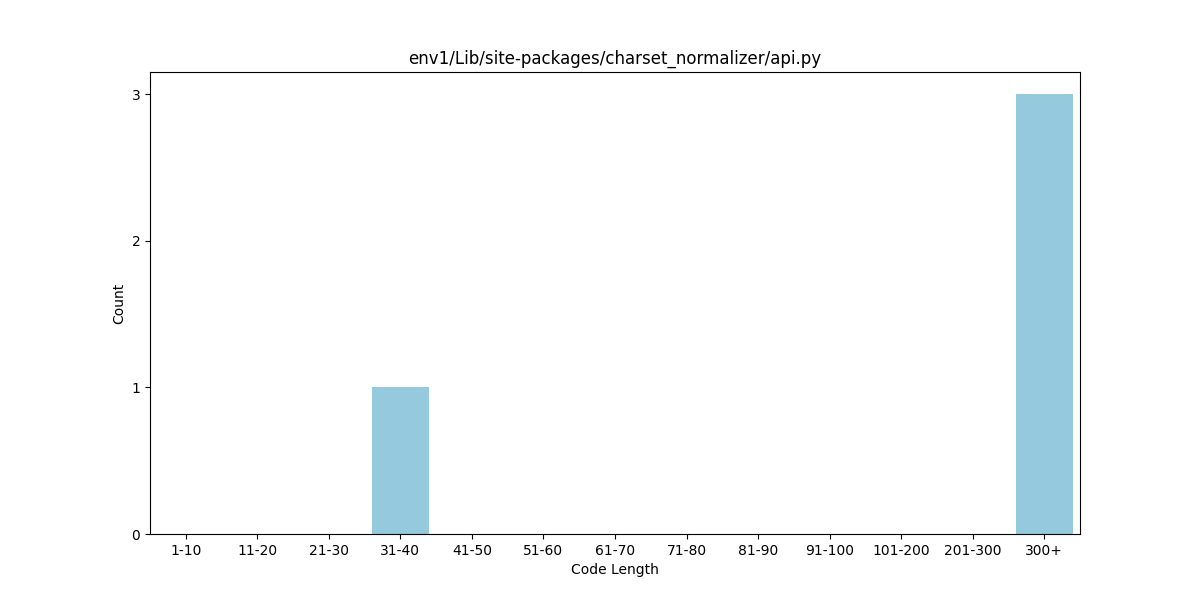 env1/Lib/site-packages/charset_normalizer/api.py
3
2
1
0
Count
1-10 11-20 21-30 31-40 41-50 51-60 61-70 71-80 81-90 91-100 101-200 201-300 300+
Code Length